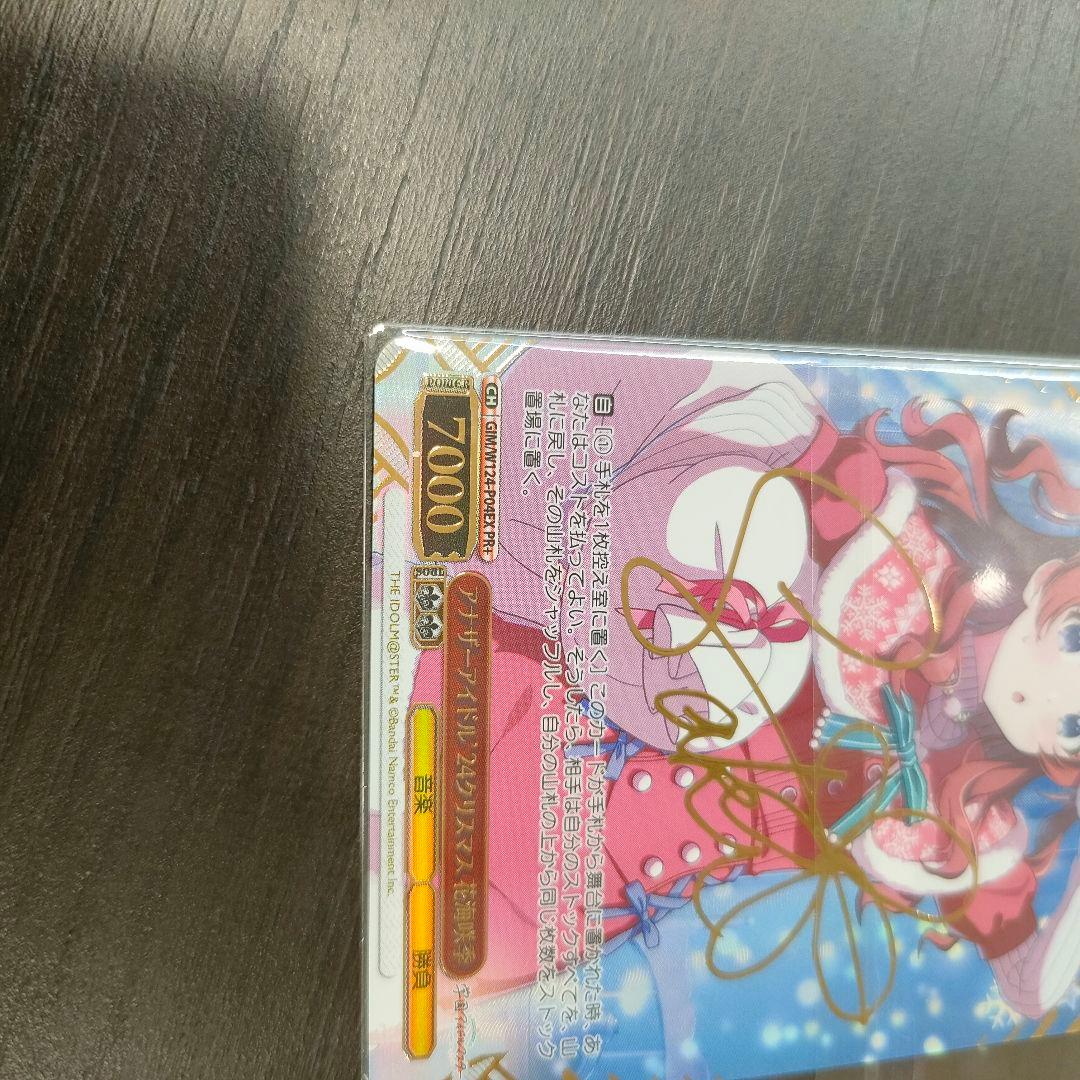 自［① 手札を1枚控え室に置く］ このカードが手札から舞台に置かれた時、あ
なたはコストを払ってよい。そうしたら、相手は自分のストックすべてを、山
札に戻し、その山札をシャッフルし、自分の山札の上から同じ枚数をストック
置場に置く。
CH GIM/W124-P04EX PR+
7000
POWER
アナザーアイドル'24クリスマス 花海咲季
音楽
勝負
THE IDOLM@STER™& ©Bandai Namco Entertainment Inc.
Saki